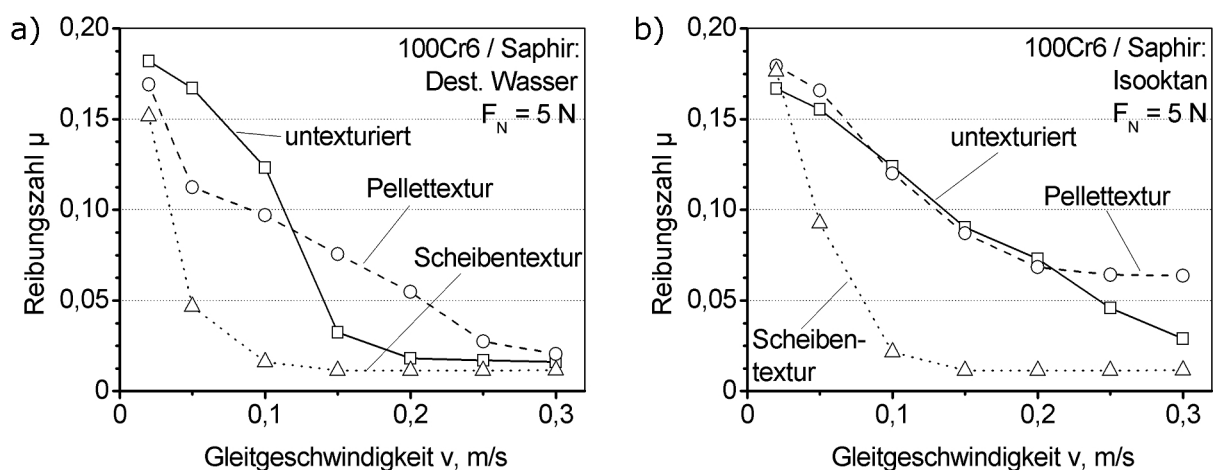 a)
0,20
0,15
0,10
0,05
0
Reibungszahl μ
100Cr6 / Saphir:
Dest. Wasser
F_N = 5 N
untexturiert
Pellettextur
Scheibentextur
0
0,1
0,2
0,3
Gleitgeschwindigkeit v, m/s
b)
0,20
0,15
0,10
0,05
0
Reibungszahl μ
100Cr6 / Saphir:
Isooktan
F_N = 5 N
untexturiert
Pellettextur
Scheiben-
textur
0
0,1
0,2
0,3
Gleitgeschwindigkeit v, m/s